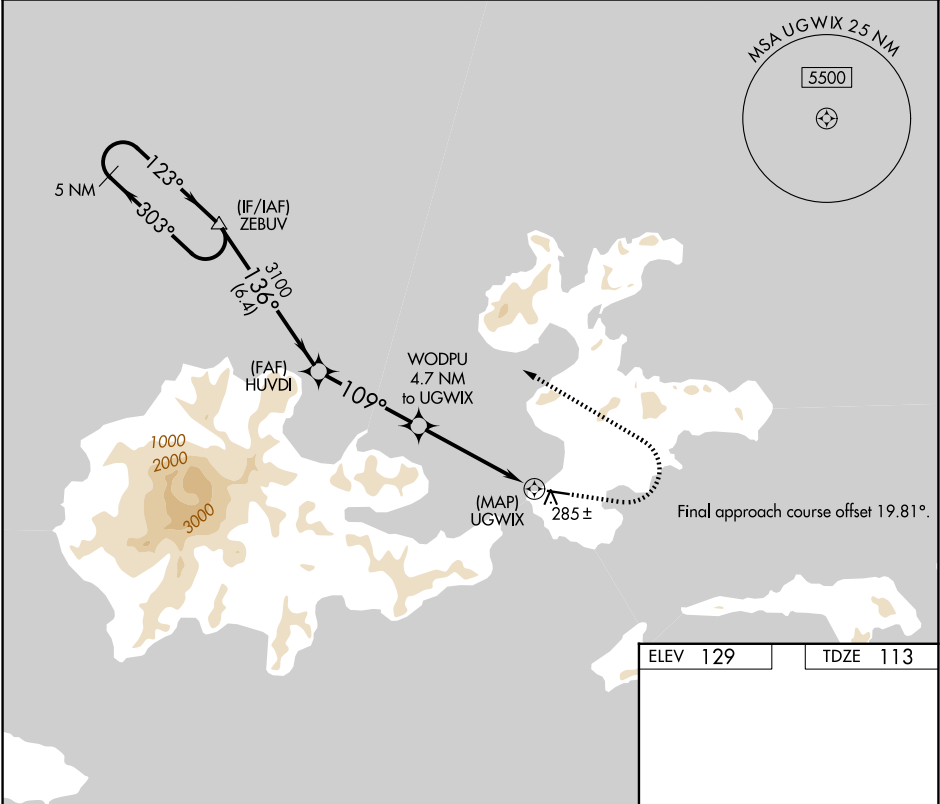 MSA UGWIX 25 NM
5500
5 NM
123°
303°
(IF/IAF)
ZEBUV
3100
136°
(6.4)
(FAF)
HUVDI
109°
WODPU
4.7 NM
to UGWIX
1000
2000
3000
(MAP)
UGWIX
285 ±
Final approach course offset 19.81°.
ELEV 129
TDZE 113